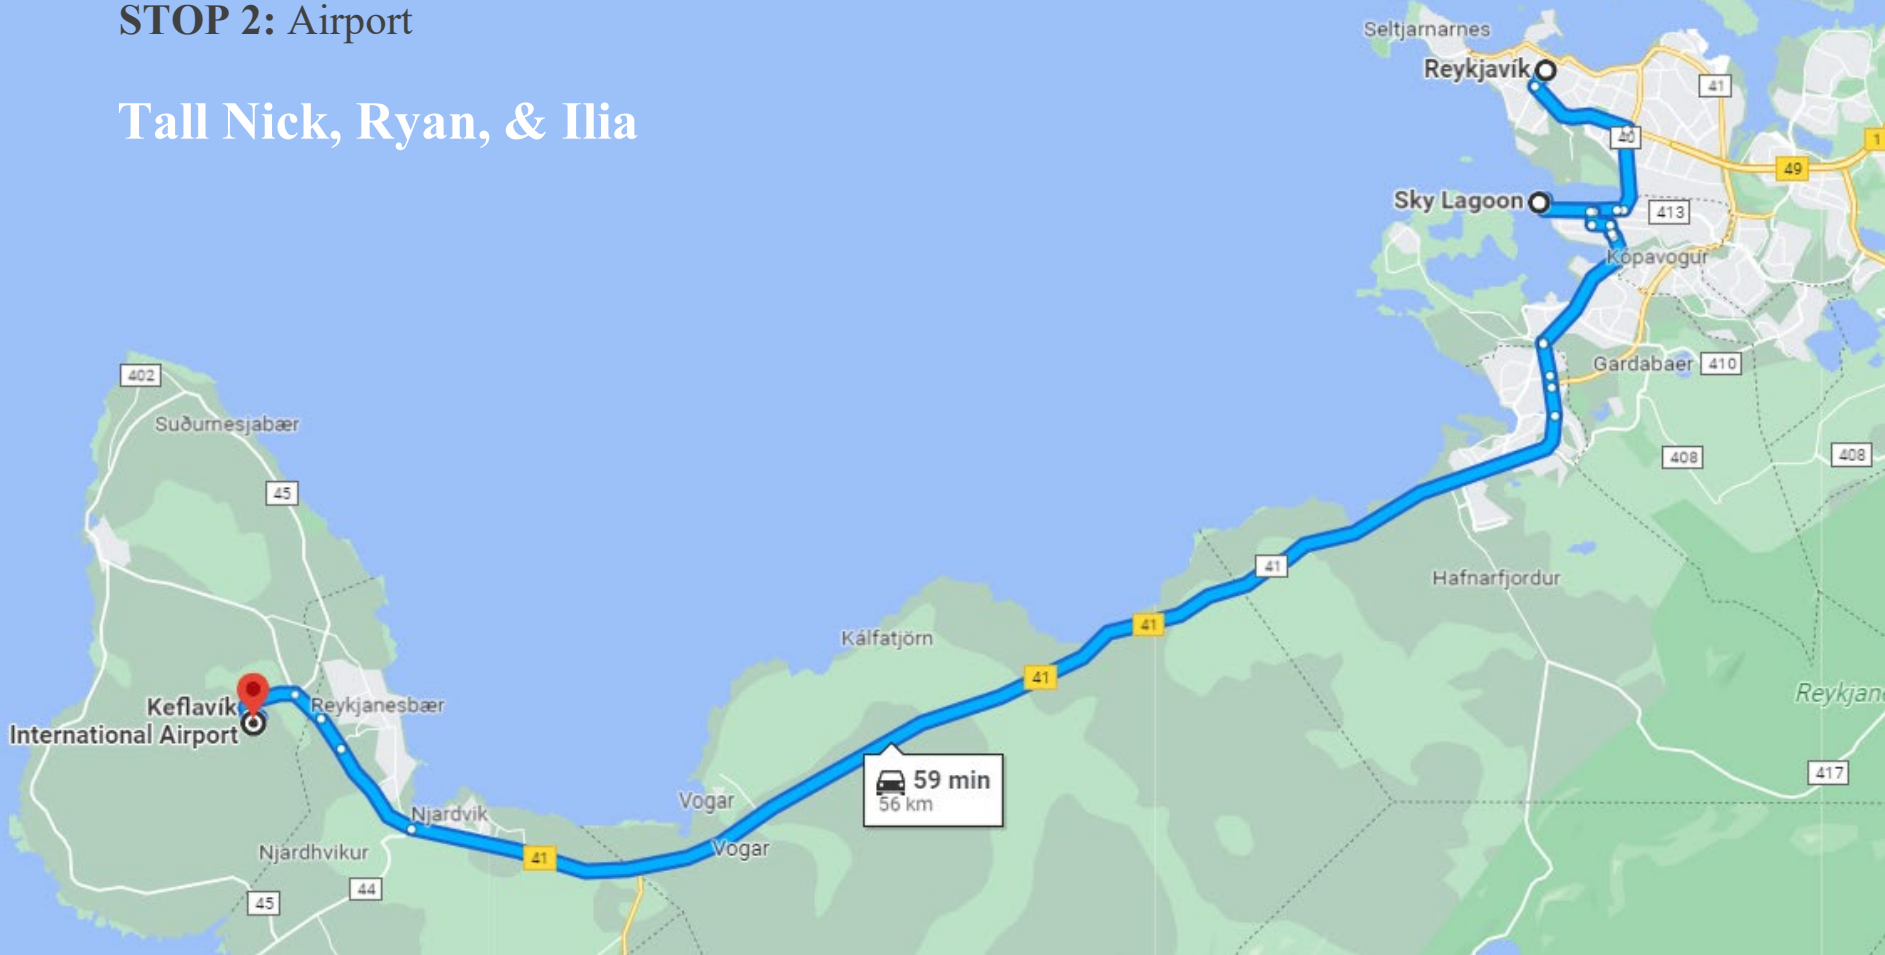 STOP 2: Airport
Tall Nick, Ryan, & Ilia
Seltjarnarnes
Reykjavík
41
40
49
1
Sky Lagoon
413
Kópavogur
Gardabaer
410
402
Suðurnesjabær
45
408
408
41
Hafnarfjordur
41
Kálfatjörn
41
Keflavík
International Airport
Reykjanesbær
Reykjan
59 min
56 km
417
Vogar
Njardvik
Vogar
Njardhvikur
41
44
45